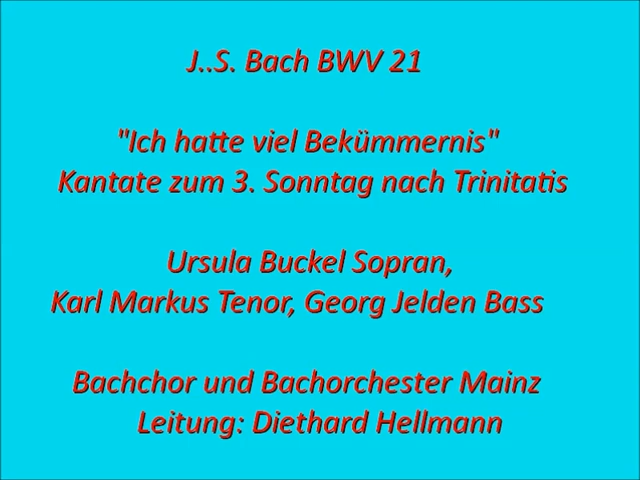 J..S. Bach BWV 21
"Ich hatte viel Bekümmernis"
Kantate zum 3. Sonntag nach Trinitatis
Ursula Buckel Sopran,
Karl Markus Tenor, Georg Jelden Bass
Bachchor und Bachorchester Mainz
Leitung: Diethard Hellmann